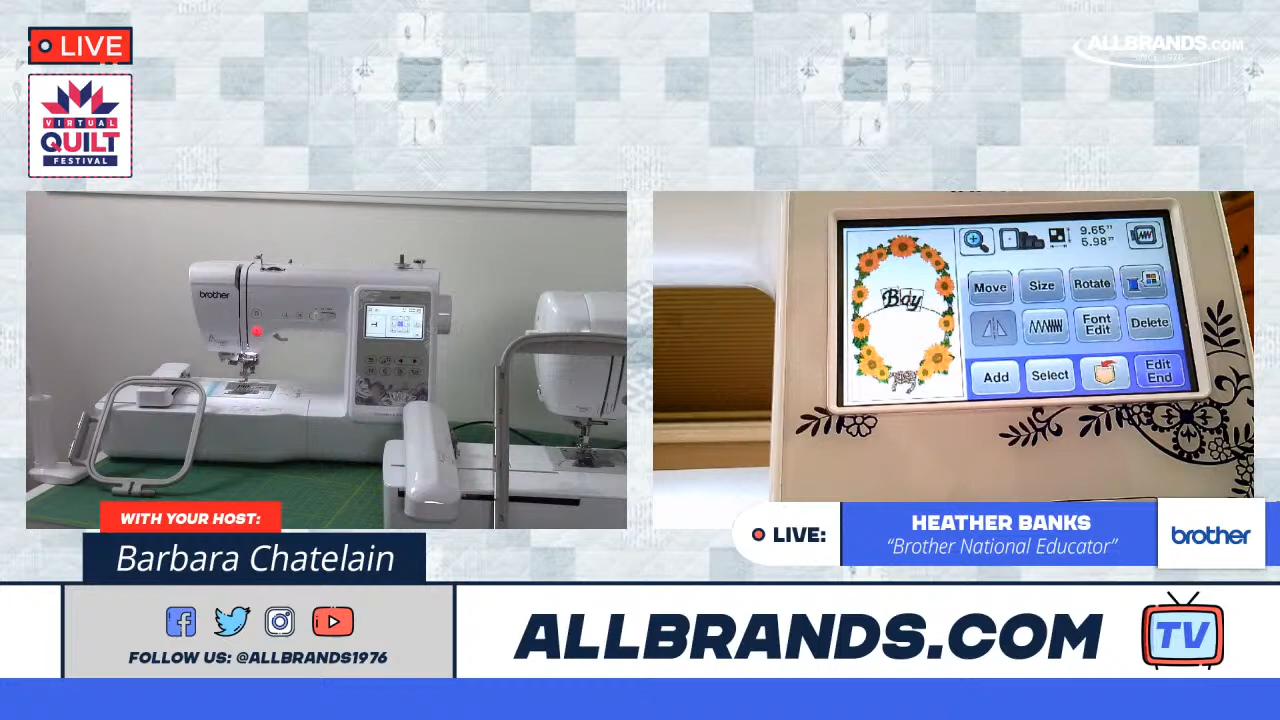 LIVE
ALLBRANDS.COM
SINCE 1976
VIRTUAL
QUILT
FESTIVAL
brother
9.65"
5.98"
Move
Size
Rotate
Bay
Font
Edit
Delete
Add
Select
Edit
End
WITH YOUR HOST:
Barbara Chatelain
LIVE:
HEATHER BANKS
“Brother National Educator”
brother
FOLLOW US: @ALLBRANDS1976
ALLBRANDS.COM
TV